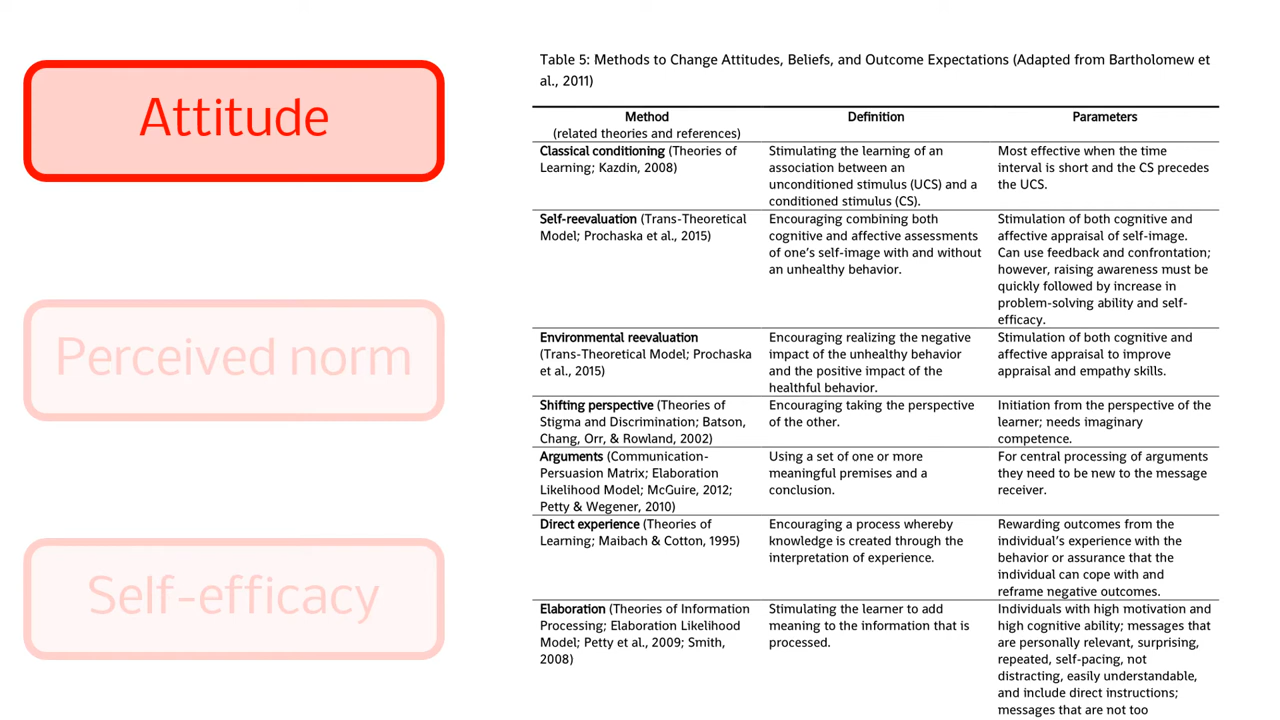 Attitude
Perceived norm
Self-efficacy
Table 5: Methods to Change Attitudes, Beliefs, and Outcome Expectations (Adapted from Bartholomew et
al., 2011)
Method
(related theories and references)
Definition
Parameters
Classical conditioning (Theories of
Learning; Kazdin, 2008)
Stimulating the learning of an
association between an
unconditioned stimulus (UCS) and a
conditioned stimulus (CS).
Most effective when the time
interval is short and the CS precedes
the UCS.
Self-reevaluation (Trans-Theoretical
Model; Prochaska et al., 2015)
Encouraging combining both
cognitive and affective assessments
of one's self-image with and without
an unhealthy behavior.
Stimulation of both cognitive and
affective appraisal of self-image.
Can use feedback and confrontation;
however, raising awareness must be
quickly followed by increase in
problem-solving ability and self-
efficacy.
Environmental reevaluation
(Trans-Theoretical Model; Prochaska
et al., 2015)
Encouraging realizing the negative
impact of the unhealthy behavior
and the positive impact of the
healthful behavior.
Stimulation of both cognitive and
affective appraisal to improve
appraisal and empathy skills.
Shifting perspective (Theories of
Stigma and Discrimination; Batson,
Chang, Orr, & Rowland, 2002)
Encouraging taking the perspective
of the other.
Initiation from the perspective of the
learner; needs imaginary
competence.
Arguments (Communication-
Persuasion Matrix; Elaboration
Likelihood Model; McGuire, 2012;
Petty & Wegener, 2010)
Using a set of one or more
meaningful premises and a
conclusion.
For central processing of arguments
they need to be new to the message
receiver.
Direct experience (Theories of
Learning; Maibach & Cotton, 1995)
Encouraging a process whereby
knowledge is created through the
interpretation of experience.
Rewarding outcomes from the
individual's experience with the
behavior or assurance that the
individual can cope with and
reframe negative outcomes.
Elaboration (Theories of Information
Processing; Elaboration Likelihood
Model; Petty et al., 2009; Smith,
2008)
Stimulating the learner to add
meaning to the information that is
processed.
Individuals with high motivation and
high cognitive ability; messages that
are personally relevant, surprising,
repeated, self-pacing, not
distracting, easily understandable,
and include direct instructions;
messages that are not too